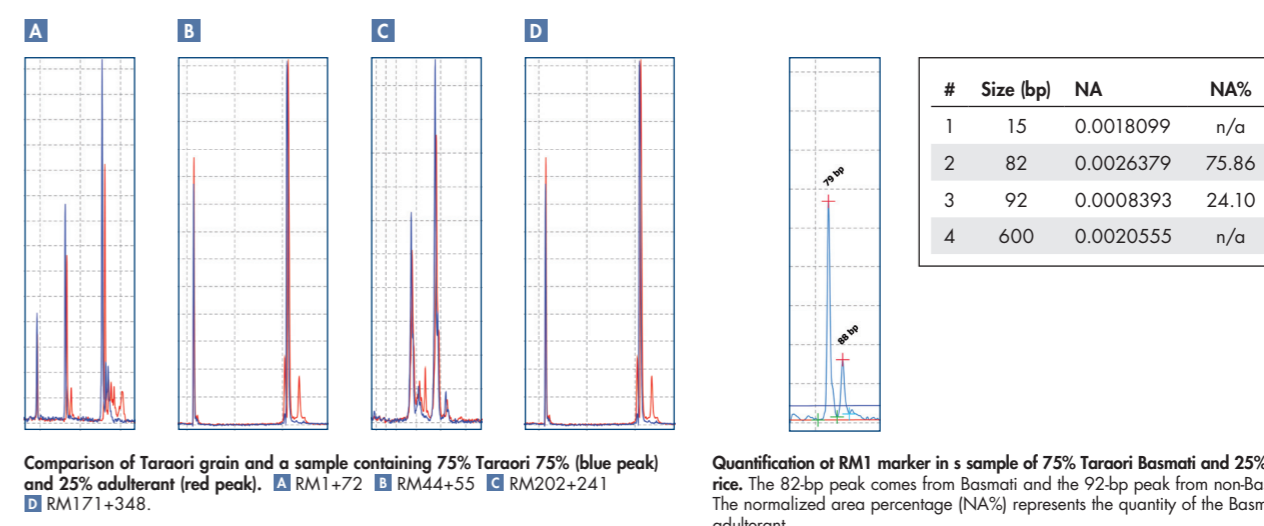 A
B
C
D
79 bp
88 bp
# Size (bp) NA NA%
1 15 0.0018099 n/a
2 82 0.0026379 75.86
3 92 0.0008393 24.10
4 600 0.0020555 n/a
Comparison of Taraori grain and a sample containing 75% Taraori 75% (blue peak)
and 25% adulterant (red peak). A RM1+72 B RM44+55 C RM202+241
D RM171+348.
Quantification ot RM1 marker in s sample of 75% Taraori Basmati and 25%
rice. The 82-bp peak comes from Basmati and the 92-bp peak from non-Ba
The normalized area percentage (NA%) represents the quantity of the Basm
adulterant